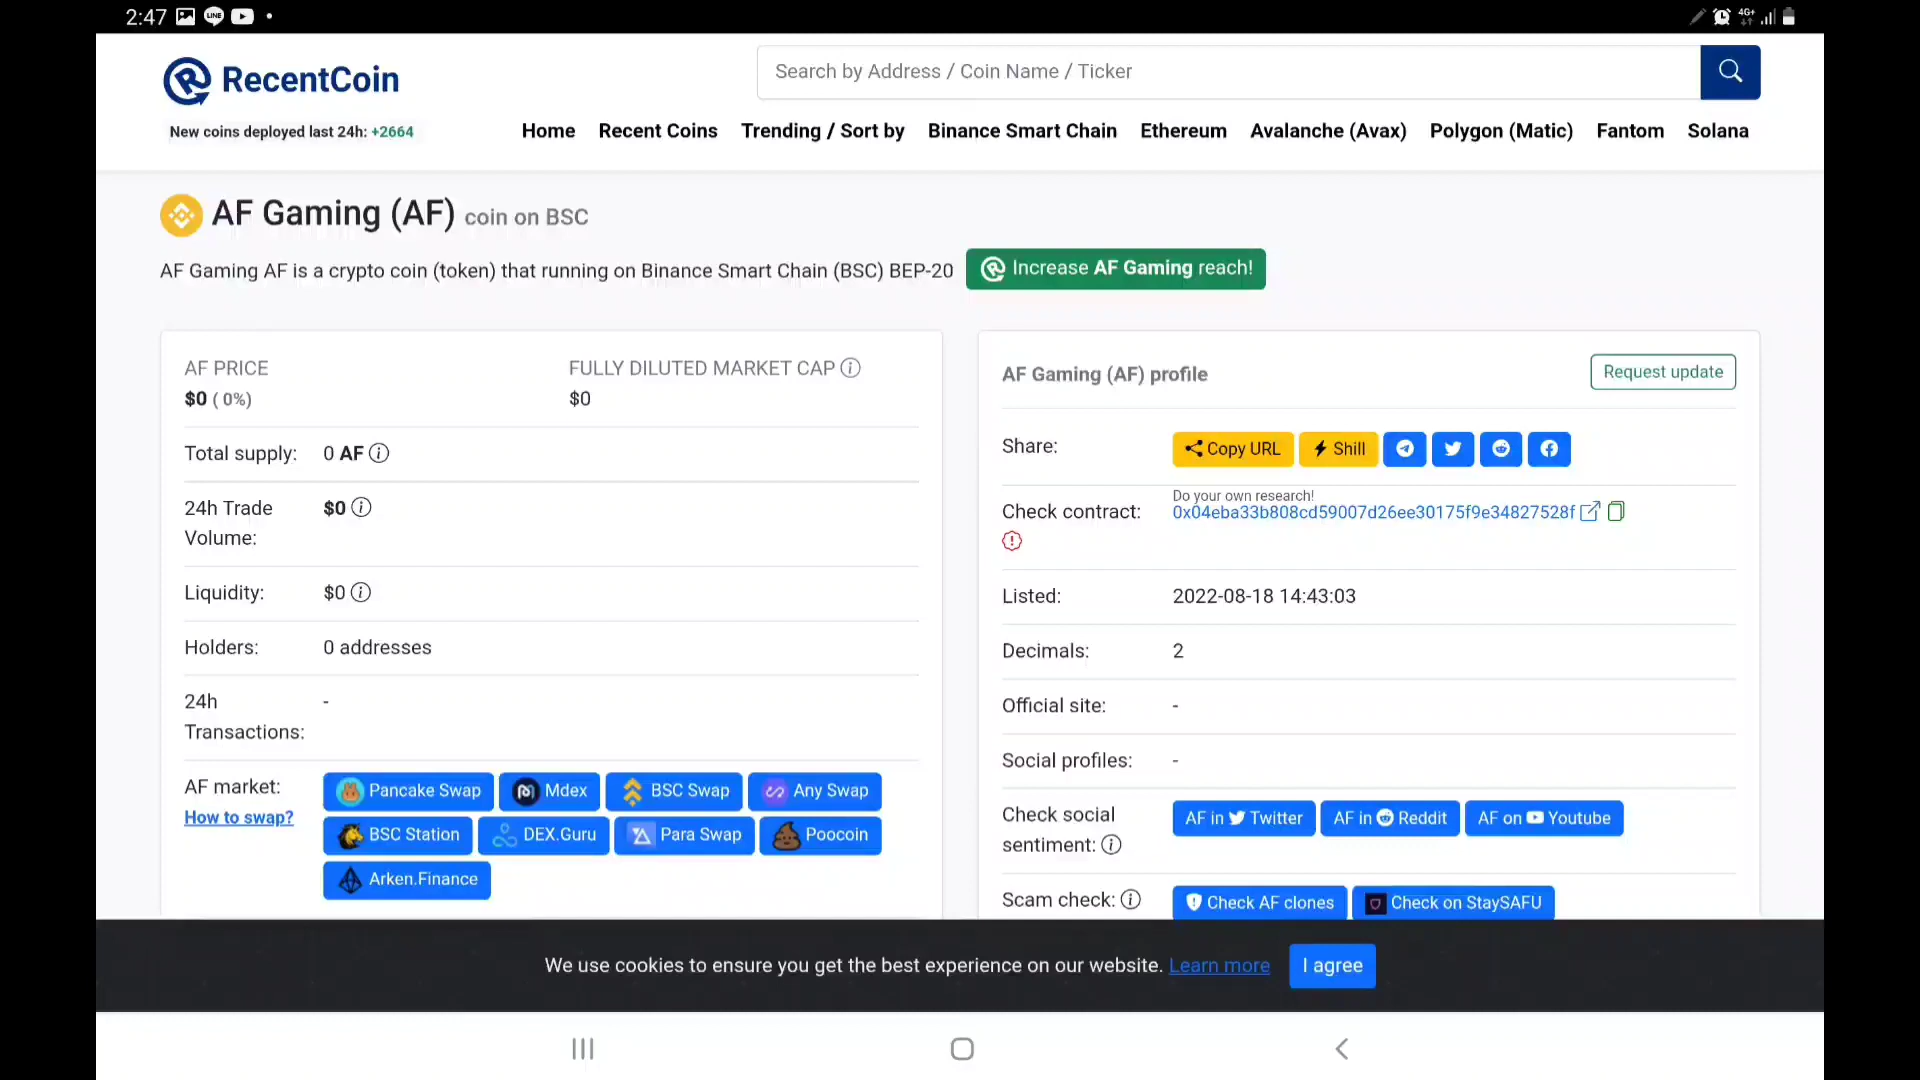 2:47
LINE
4G+
RecentCoin
Search by Address / Coin Name / Ticker
New coins deployed last 24h: +2664
Home Recent Coins Trending / Sort by Binance Smart Chain Ethereum Avalanche (Avax) Polygon (Matic) Fantom Solana
AF Gaming (AF) coin on BSC
AF Gaming AF is a crypto coin (token) that running on Binance Smart Chain (BSC) BEP-20
Increase AF Gaming reach!
AF PRICE
$0 ( 0%)
FULLY DILUTED MARKET CAP
$0
Total supply: 0 AF
24h Trade Volume: $0
Liquidity: $0
Holders: 0 addresses
24h Transactions: -
AF market:
How to swap?
Pancake Swap Mdex BSC Swap Any Swap
BSC Station DEX.Guru Para Swap Poocoin
Arken.Finance
AF Gaming (AF) profile
Request update
Share: Copy URL Shill
Do your own research!
Check contract: 0x04eba33b808cd59007d26ee30175f9e34827528f
Listed: 2022-08-18 14:43:03
Decimals: 2
Official site: -
Social profiles: -
Check social sentiment: AF in Twitter AF in Reddit AF on Youtube
Scam check: Check AF clones Check on StaySAFU
We use cookies to ensure you get the best experience on our website. Learn more I agree